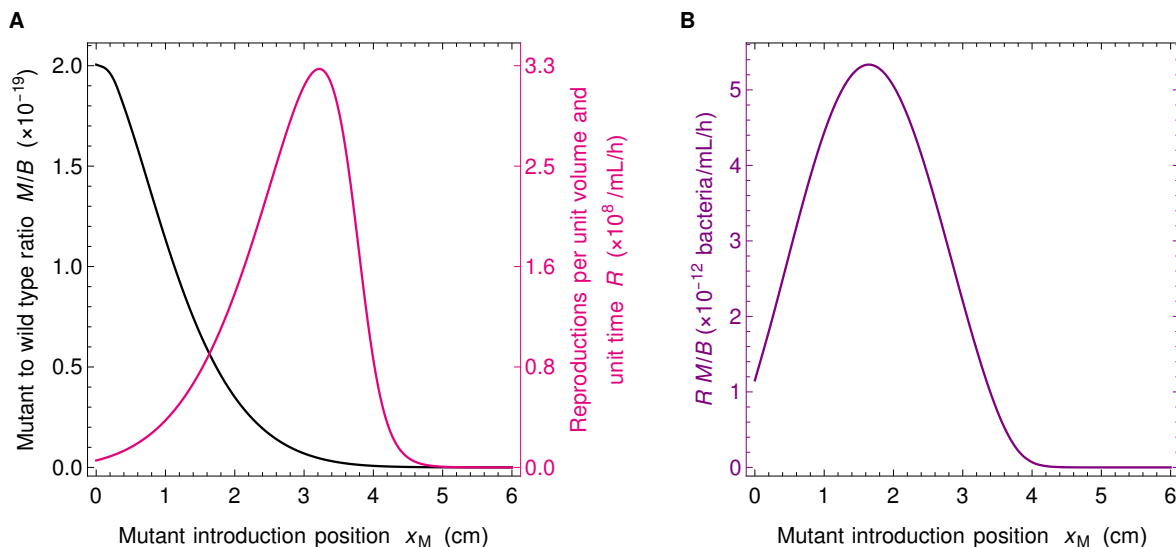 A
B
Mutant to wild type ratio M/B (×10⁻¹⁹)
2.0
1.5
1.0
0.5
0.0
3.3
2.5
1.6
0.8
0.0
Reproductions per unit volume and
unit time R (×10⁸ /mL/h)
0 1 2 3 4 5 6
Mutant introduction position x_M (cm)
R M/B (×10⁻¹² bacteria/mL/h)
5
4
3
2
1
0
0 1 2 3 4 5 6
Mutant introduction position x_M (cm)